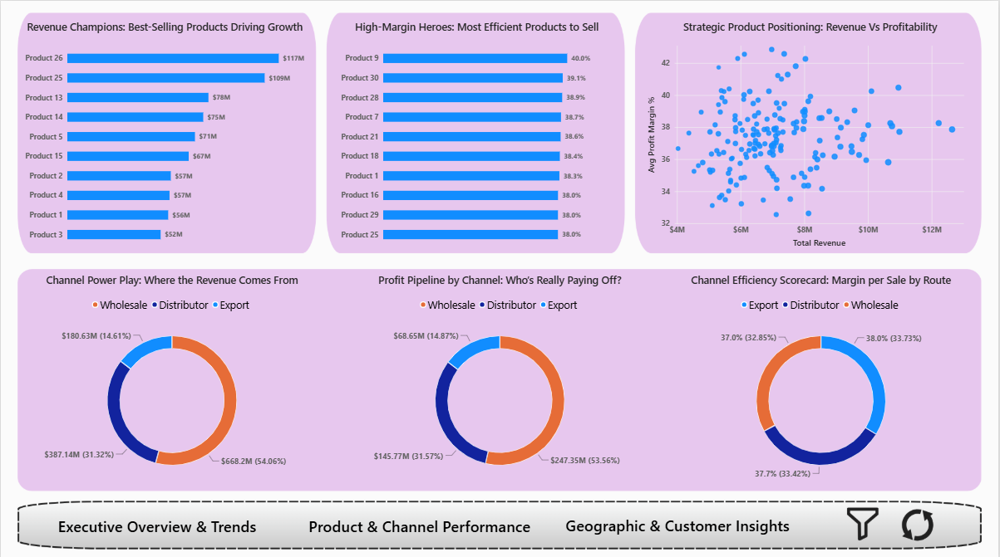 Revenue Champions: Best-Selling Products Driving Growth
Product 26 $117M
Product 25 $109M
Product 13 $78M
Product 14 $75M
Product 5 $71M
Product 15 $67M
Product 2 $57M
Product 4 $57M
Product 1 $56M
Product 3 $52M
High-Margin Heroes: Most Efficient Products to Sell
Product 9 40.0%
Product 30 39.1%
Product 28 38.9%
Product 7 38.7%
Product 21 38.6%
Product 18 38.4%
Product 1 38.3%
Product 16 38.0%
Product 29 38.0%
Product 25 38.0%
Strategic Product Positioning: Revenue Vs Profitability
Avg Profit Margin %
42
40
38
36
34
32
$4M $6M $8M $10M $12M
Total Revenue
Channel Power Play: Where the Revenue Comes From
Wholesale Distributor Export
$180.63M (14.61%)
$387.14M (31.32%)
$668.2M (54.06%)
Profit Pipeline by Channel: Who's Really Paying Off?
Wholesale Distributor Export
$68.65M (14.87%)
$145.77M (31.57%)
$247.35M (53.56%)
Channel Efficiency Scorecard: Margin per Sale by Route
Export Distributor Wholesale
37.0% (32.85%)
38.0% (33.73%)
37.7% (33.42%)
Executive Overview & Trends
Product & Channel Performance
Geographic & Customer Insights